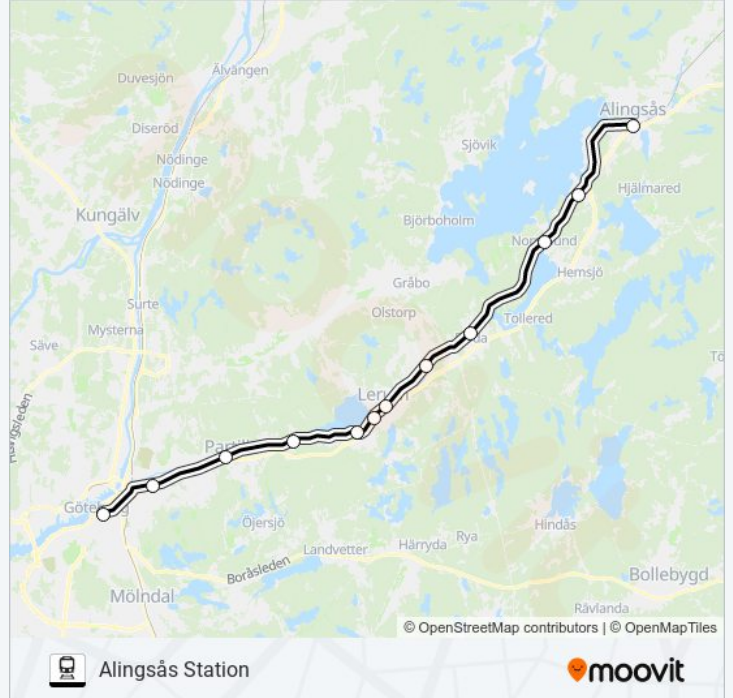 Duvesjön
Älvängen
Alingsås
Diseröd
Sjövik
Nödinge
Nödinge
Hjälmared
Kungälv
Björboholm
Hemsjö
Gråbo
Surte
Olstorp
Tollered
Mysterna
Säve
Öjersjö
Hindås
Rya
Härryda
Landvetter
Boråsleden
Bollebygd
Mölndal
Rävlanda
© OpenStreetMap contributors | © OpenMapTiles
Alingsås Station
moovit